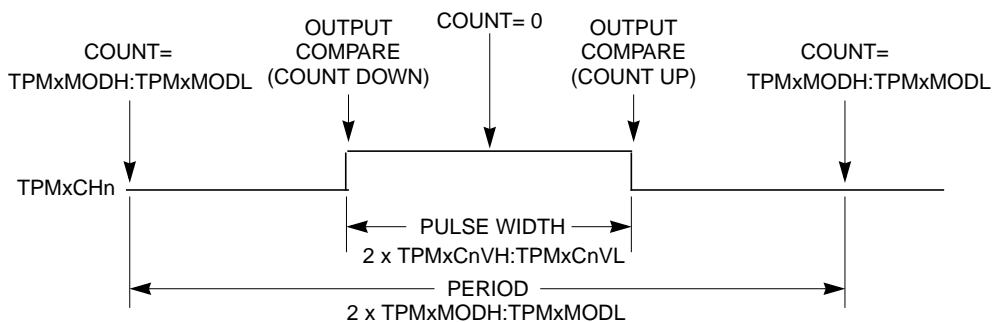 COUNT=
TPMxMODH:TPMxMODL
OUTPUT
COMPARE
(COUNT DOWN)
COUNT= 0
OUTPUT
COMPARE
(COUNT UP)
COUNT=
TPMxMODH:TPMxMODL
TPMxCHn
PULSE WIDTH
2 x TPMxCnVH:TPMxCnVL
PERIOD
2 x TPMxMODH:TPMxMODL